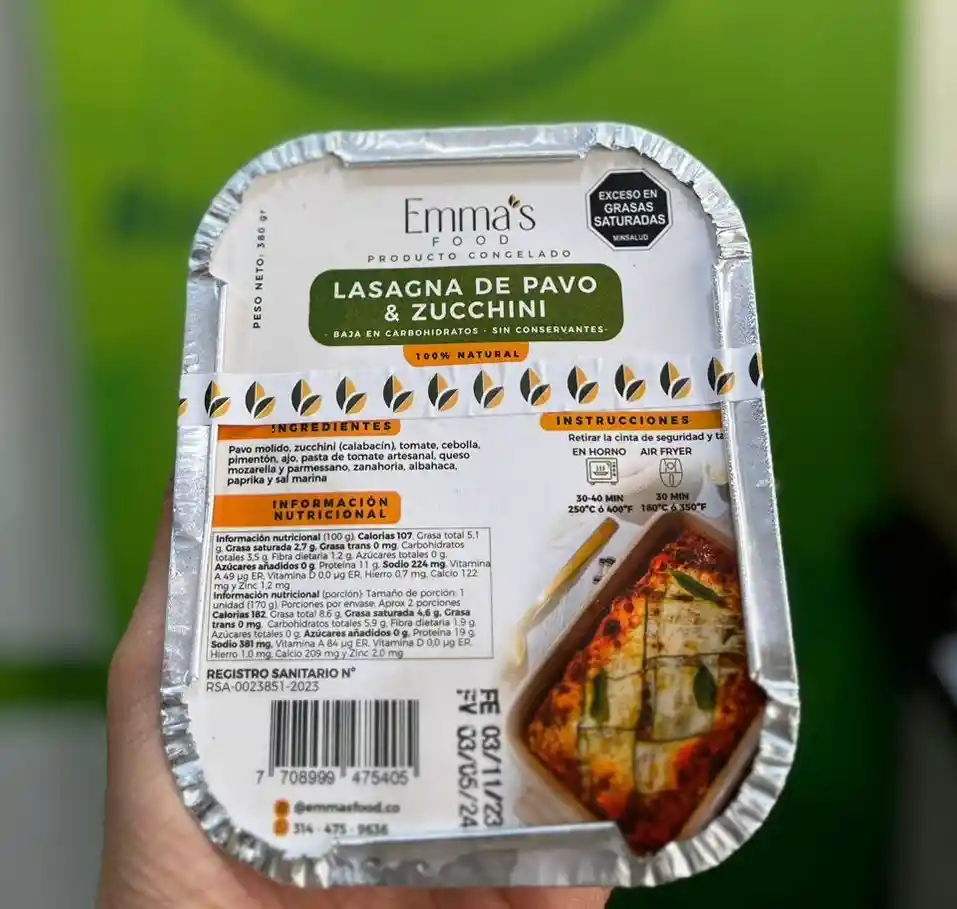 PESO NETO: 380 gr
Emma's
FOOD
PRODUCTO CONGELADO
EXCESO EN
GRASAS
SATURADAS
MINSALUD
LASAGNA DE PAVO
& ZUCCHINI
· BAJA EN CARBOHIDRATOS · SIN CONSERVANTES·
100% NATURAL
INGREDIENTES
Pavo molido, zucchini (calabacín), tomate, cebolla,
pimentón, ajo, pasta de tomate artesanal, queso
mozarella y parmessano, zanahoria, albahaca,
paprika y sal marina
INSTRUCCIONES
Retirar la cinta de seguridad y ta
EN HORNO AIR FRYER
30-40 MIN 30 MIN
250°C ó 400°F 180°C ó 350°F
INFORMACIÓN
NUTRICIONAL
Información nutricional (100 g). Calorias 107, Grasa total 5,1
g, Grasa saturada 2,7 g, Grasa trans 0 mg, Carbohidratos
totales 3,5 g, Fibra dietaria 1,2 g, Azúcares totales 0 g,
Azúcares añadidos 0 g, Proteína 11 g, Sodio 224 mg, Vitamina
A 49 µg ER, Vitamina D 0,0 µg ER, Hierro 0,7 mg, Calcio 122
mg y Zinc 1,2 mg
Información nutricional (porción): Tamaño de porción: 1
unidad (170 g). Porciones por envase: Aprox 2 porciones
Calorias 182, Grasa total 8,6 g, Grasa saturada 4,6 g, Grasa
trans 0 mg, Carbohidratos totales 5,9 g, Fibra dietaria 1,9 g,
Azúcares totales 0 g, Azúcares añadidos 0 g, Proteína 19 g,
Sodio 381 mg, Vitamina A 84 µg ER, Vitamina D 0,0 µg ER,
Hierro 1,0 mg, Calcio 209 mg y Zinc 2,0 mg
REGISTRO SANITARIO N°
RSA-0023851-2023
7 708999 475405
FE 03/11/23
FV 03/05/24
@emmasfood.co
314 · 475 · 9636